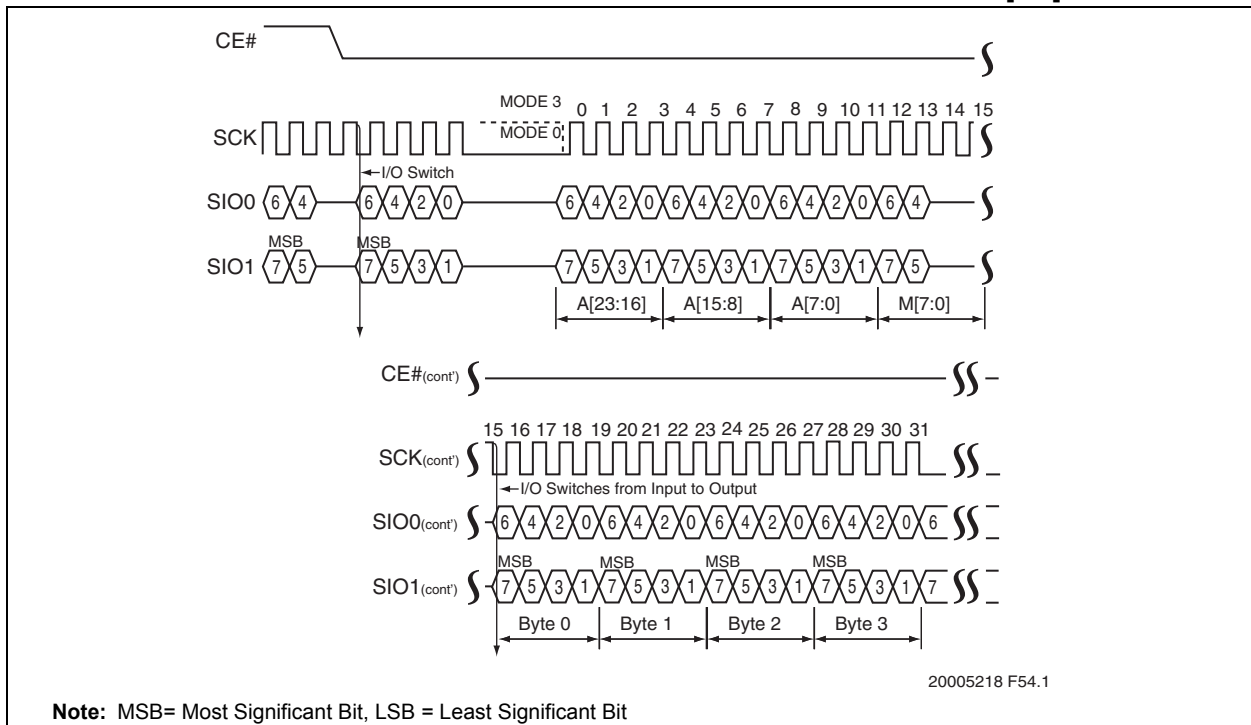 CE#
MODE 3
0 1 2 3 4 5 6 7 8 9 10 11 12 13 14 15
SCK
MODE 0
I/O Switch
SIO0 6 4 6 4 2 0 6 4 2 0 6 4 2 0 6 4 2 0 6 4
MSB MSB
SIO1 7 5 7 5 3 1 7 5 3 1 7 5 3 1 7 5 3 1 7 5
A[23:16] A[15:8] A[7:0] M[7:0]
CE#(cont')
15 16 17 18 19 20 21 22 23 24 25 26 27 28 29 30 31
SCK(cont')
I/O Switches from Input to Output
SIO0(cont') 6 4 2 0 6 4 2 0 6 4 2 0 6 4 2 0 6
MSB MSB MSB MSB
SIO1(cont') 7 5 3 1 7 5 3 1 7 5 3 1 7 5 3 1 7
Byte 0 Byte 1 Byte 2 Byte 3
20005218 F54.1
Note: MSB= Most Significant Bit, LSB = Least Significant Bit